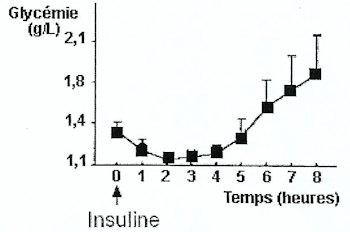 Glycémie
(g/L)
2,1
1,8
1,4
1,1
0 1 2 3 4 5 6 7 8
Temps (heures)
Insuline